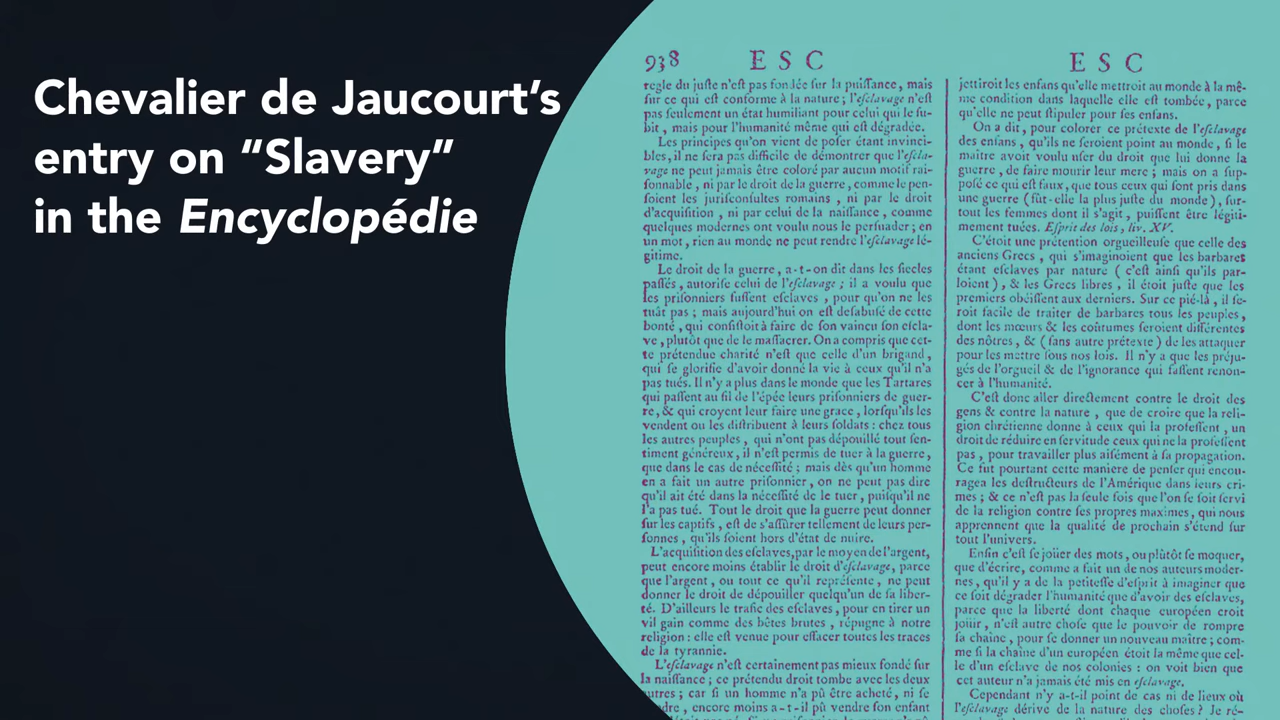 Chevalier de Jaucourt’s
entry on “Slavery”
in the Encyclopédie
938 ESC
regle du juſte n'eſt pas fondée ſur la puiſſance, mais
ſur ce qui eſt conforme à la nature ; l'eſclavage n'eſt
pas ſeulement un état humiliant pour celui qui le ſu-
bit, mais pour l'humanité même qui eſt dégradée.
Les principes qu'on vient de poſer étant invinci-
bles, il ne ſera pas difficile de démontrer que l'eſcla-
vage ne peut jamais être coloré par aucun motif rai-
ſonnable, ni par le droit de la guerre, comme le pen-
ſoient les juriſconſultes romains, ni par le droit
d'acquiſition, ni par celui de la naiſſance, comme
quelques modernes ont voulu nous le perſuader ; en
un mot, rien au monde ne peut rendre l'eſclavage lé-
gitime.
Le droit de la guerre, a-t-on dit dans les ſiecles
paſſés, autoriſe celui de l'eſclavage ; il a voulu que
les priſonniers fuſſent eſclaves, pour qu'on ne les
tuât pas ; mais aujourd'hui on eſt deſabuſé de cette
bonté, qui conſiſtoit à faire de ſon vaincu ſon eſcla-
ve, plutôt que de le maſſacrer. On a compris que cet-
te prétendue charité n'eſt que celle d'un brigand,
qui ſe glorifie d'avoir donné la vie à ceux qu'il n'a
pas tués. Il n'y a plus dans le monde que les Tartares
qui paſſent au fil de l'épée leurs priſonniers de guer-
re, & qui croyent leur faire une grace, lorſqu'ils les
vendent ou les diſtribuent à leurs ſoldats : chez tous
les autres peuples, qui n'ont pas dépouillé tout ſen-
timent généreux, il n'eſt permis de tuer à la guerre,
que dans le cas de néceſſité ; mais dès qu'un homme
en a fait un autre priſonnier, on ne peut pas dire
qu'il ait été dans la néceſſité de le tuer, puiſqu'il ne
l'a pas tué. Tout le droit que la guerre peut donner
ſur les captifs, eſt de s'aſſûrer tellement de leurs per-
ſonnes, qu'ils ſoient hors d'état de nuire.
L'acquiſition des eſclaves, par le moyen de l'argent,
peut encore moins établir le droit d'eſclavage, parce
que l'argent, ou tout ce qu'il repréſente, ne peut
donner le droit de dépouiller quelqu'un de ſa liber-
té. D'ailleurs le trafic des eſclaves, pour en tirer un
vil gain comme des bêtes brutes, répugne à notre
religion : elle eſt venue pour effacer toutes les traces
de la tyrannie.
L'eſclavage n'eſt certainement pas mieux fondé ſur
la naiſſance ; ce prétendu droit tombe avec les deux
autres ; car ſi un homme n'a pû être acheté, ni ſe
dre, encore moins a-t-il pû vendre ſon enfant
ESC
jettiroit les enfans qu'elle mettroit au monde à la mê-
me condition dans laquelle elle eſt tombée, parce
qu'elle ne peut ſtipuler pour ſes enfans.
On a dit, pour colorer ce prétexte de l'eſclavage
des enfans, qu'ils ne ſeroient point au monde, ſi le
maître avoit voulu uſer du droit que lui donne la
guerre, de faire mourir leur mere ; mais on a ſup-
poſé ce qui eſt faux, que tous ceux qui ſont pris dans
une guerre (fût-elle la plus juſte du monde), ſur-
tout les femmes dont il s'agit, puiſſent être légiti-
mement tuées. Eſprit des lois, liv. XV.
C'étoit une prétention orgueilleuſe que celle des
anciens Grecs, qui s'imaginoient que les barbares
étant eſclaves par nature (c'eſt ainſi qu'ils par-
loient), & les Grecs libres, il étoit juſte que les
premiers obéiſſent aux derniers. Sur ce pié-là, il ſe-
roit facile de traiter de barbares tous les peuples,
dont les mœurs & les coûtumes ſeroient différentes
des nôtres, & (ſans autre prétexte) de les attaquer
pour les mettre ſous nos lois. Il n'y a que les préju-
gés de l'orgueil & de l'ignorance qui faſſent renon-
cer à l'humanité.
C'eſt donc aller directement contre le droit des
gens & contre la nature, que de croire que la reli-
gion chrétienne donne à ceux qui la profeſſent, un
droit de réduire en ſervitude ceux qui ne la profeſſent
pas, pour travailler plus aiſément à ſa propagation.
Ce fut pourtant cette maniere de penſer qui encou-
ragea les deſtructeurs de l'Amérique dans leurs cri-
mes ; & ce n'eſt pas la ſeule fois que l'on ſe ſoit ſervi
de la religion contre ſes propres maximes, qui nous
apprennent que la qualité de prochain s'étend ſur
tout l'univers.
Enfin c'eſt ſe joüer des mots, ou plûtôt ſe moquer,
que d'écrire, comme a fait un de nos auteurs moder-
nes, qu'il y a de la petiteſſe d'eſprit à imaginer que
ce ſoit dégrader l'humanité que d'avoir des eſclaves,
parce que la liberté dont chaque européen croit
joüir, n'eſt autre choſe que le pouvoir de rompre
ſa chaîne, pour ſe donner un nouveau maître ; com-
me ſi la chaîne d'un européen étoit la même que cel-
le d'un eſclave de nos colonies : on voit bien que
cet auteur n'a jamais été mis en eſclavage.
Cependant n'y a-t-il point de cas ni de lieux où
l'eſclavage dérive de la nature des choſes ? Je ré-